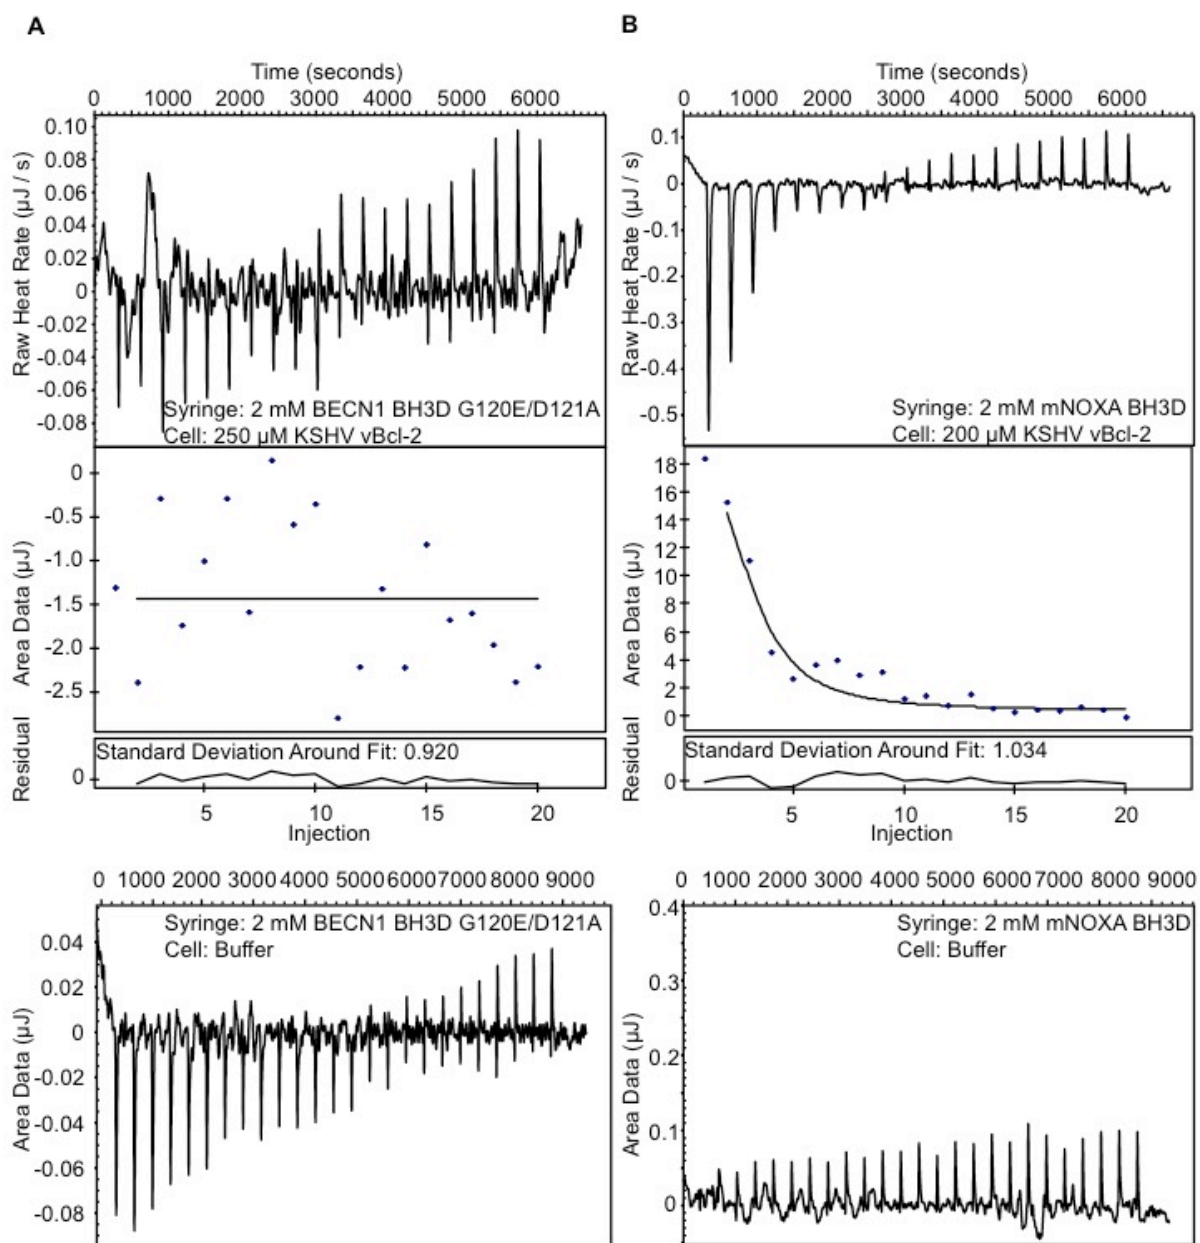 A
B
Time (seconds)
0 1000 2000 3000 4000 5000 6000
Raw Heat Rate (µJ / s)
0.10
0.08
0.06
0.04
0.02
0
-0.02
-0.04
-0.06
-0.08
Syringe: 2 mM BECN1 BH3D G120E/D121A
Cell: 250 µM KSHV vBcl-2
Area Data (µJ)
0
-0.5
-1.0
-1.5
-2.0
-2.5
Residual
Standard Deviation Around Fit: 0.920
0
5 10 15 20
Injection
Time (seconds)
0 1000 2000 3000 4000 5000 6000
Raw Heat Rate (µJ / s)
0.1
0
-0.1
-0.2
-0.3
-0.4
-0.5
Syringe: 2 mM mNOXA BH3D
Cell: 200 µM KSHV vBcl-2
Area Data (µJ)
18
16
14
12
10
8
6
4
2
0
Residual
Standard Deviation Around Fit: 1.034
0
5 10 15 20
Injection
0 1000 2000 3000 4000 5000 6000 7000 8000 9000
Syringe: 2 mM BECN1 BH3D G120E/D121A
Cell: Buffer
Area Data (µJ)
0.04
0.02
0
-0.02
-0.04
-0.06
-0.08
0 1000 2000 3000 4000 5000 6000 7000 8000 9000
Syringe: 2 mM mNOXA BH3D
Cell: Buffer
Area Data (µJ)
0.4
0.3
0.2
0.1
0